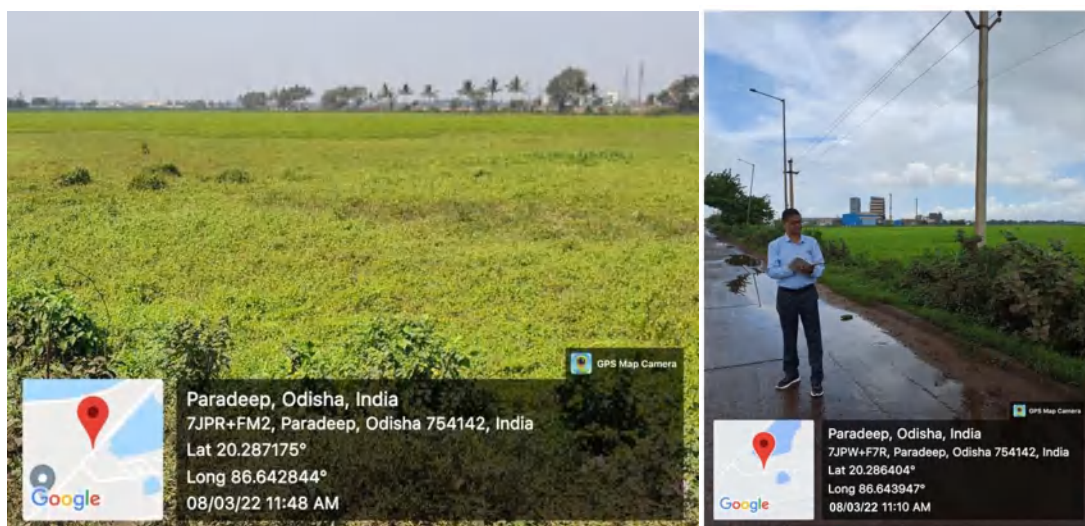 GPS Map Camera
Paradeep, Odisha, India
7JPR+FM2, Paradeep, Odisha 754142, India
Lat 20.287175°
Long 86.642844°
08/03/22 11:48 AM
Google
GPS Map Camera
Paradeep, Odisha, India
7JPW+F7R, Paradeep, Odisha 754142, India
Lat 20.286404°
Long 86.643947°
08/03/22 11:10 AM
Google